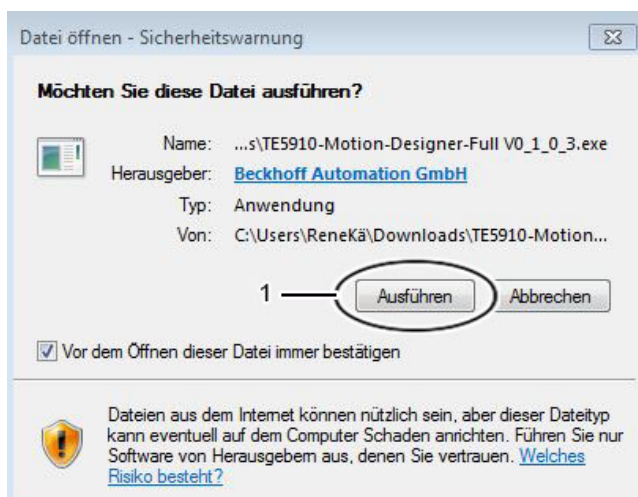 Datei öffnen - Sicherheitswarnung
Möchten Sie diese Datei ausführen?
Name: ...s\TE5910-Motion-Designer-Full V0_1_0_3.exe
Herausgeber: Beckhoff Automation GmbH
Typ: Anwendung
Von: C:\Users\ReneKä\Downloads\TE5910-Motion...
1 Ausführen Abbrechen
Vor dem Öffnen dieser Datei immer bestätigen
Dateien aus dem Internet können nützlich sein, aber dieser Dateityp
kann eventuell auf dem Computer Schaden anrichten. Führen Sie nur
Software von Herausgebern aus, denen Sie vertrauen. Welches
Risiko besteht?